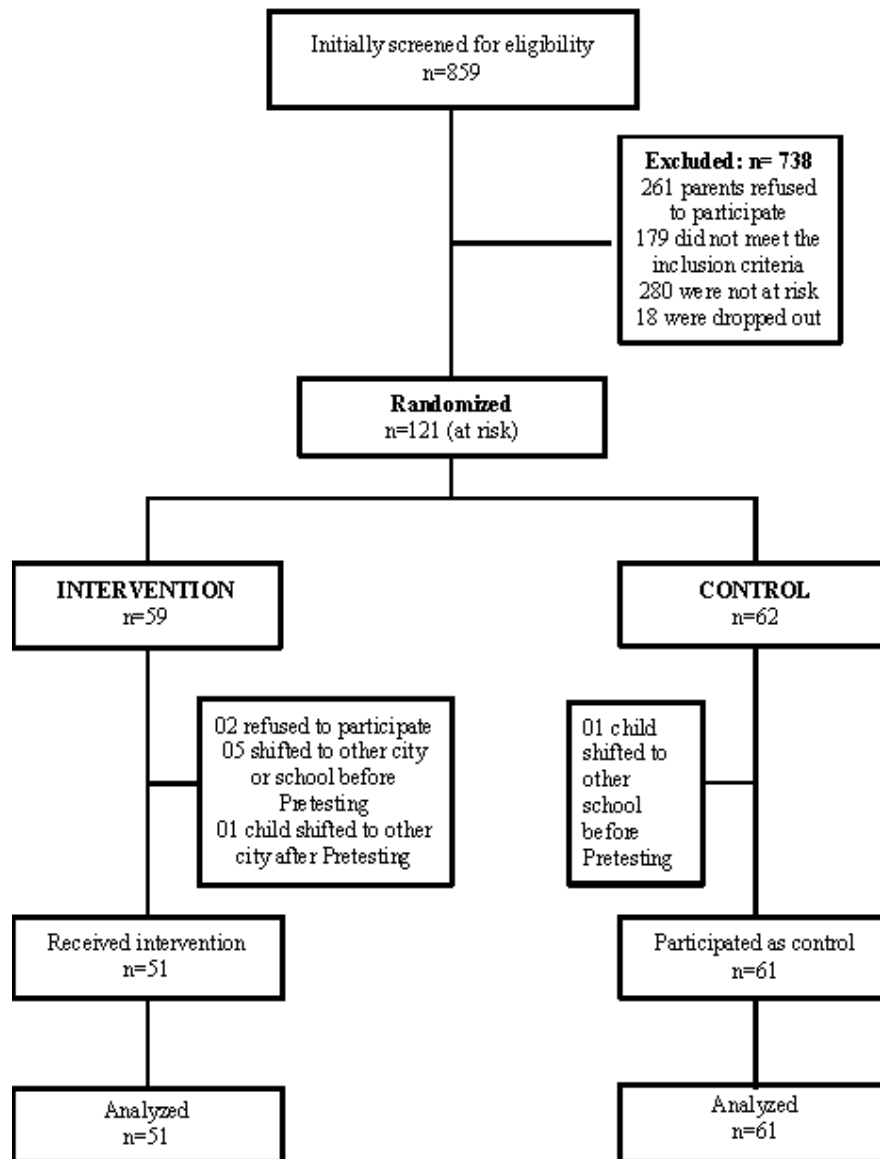 Initially screened for eligibility
n=859
Excluded: n= 738
261 parents refused
to participate
179 did not meet the
inclusion criteria
280 were not at risk
18 were dropped out
Randomized
n=121 (at risk)
INTERVENTION
n=59
CONTROL
n=62
02 refused to participate
05 shifted to other city
or school before
Pretesting
01 child shifted to other
city after Pretesting
01 child
shifted to
other
school
before
Pretesting
Received intervention
n=51
Participated as control
n=61
Analyzed
n=51
Analyzed
n=61